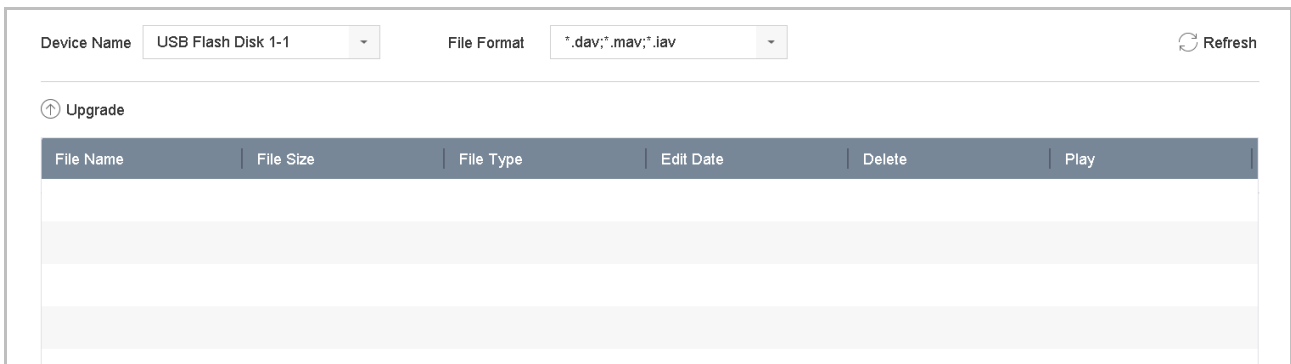 Device Name USB Flash Disk 1-1 File Format *.dav;*.mav;*.iav Refresh
Upgrade
File Name File Size File Type Edit Date Delete Play